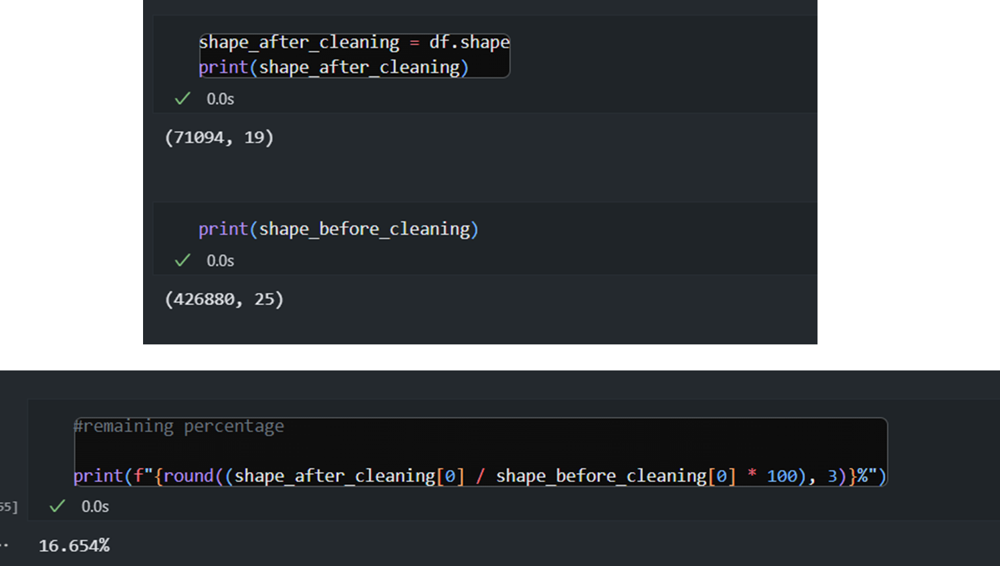 shape_after_cleaning = df.shape
print(shape_after_cleaning)
✓ 0.0s
(71094, 19)
print(shape_before_cleaning)
✓ 0.0s
(426880, 25)
#remaining percentage
print(f"{round((shape_after_cleaning[0] / shape_before_cleaning[0] * 100), 3)}%")
55] ✓ 0.0s
16.654%